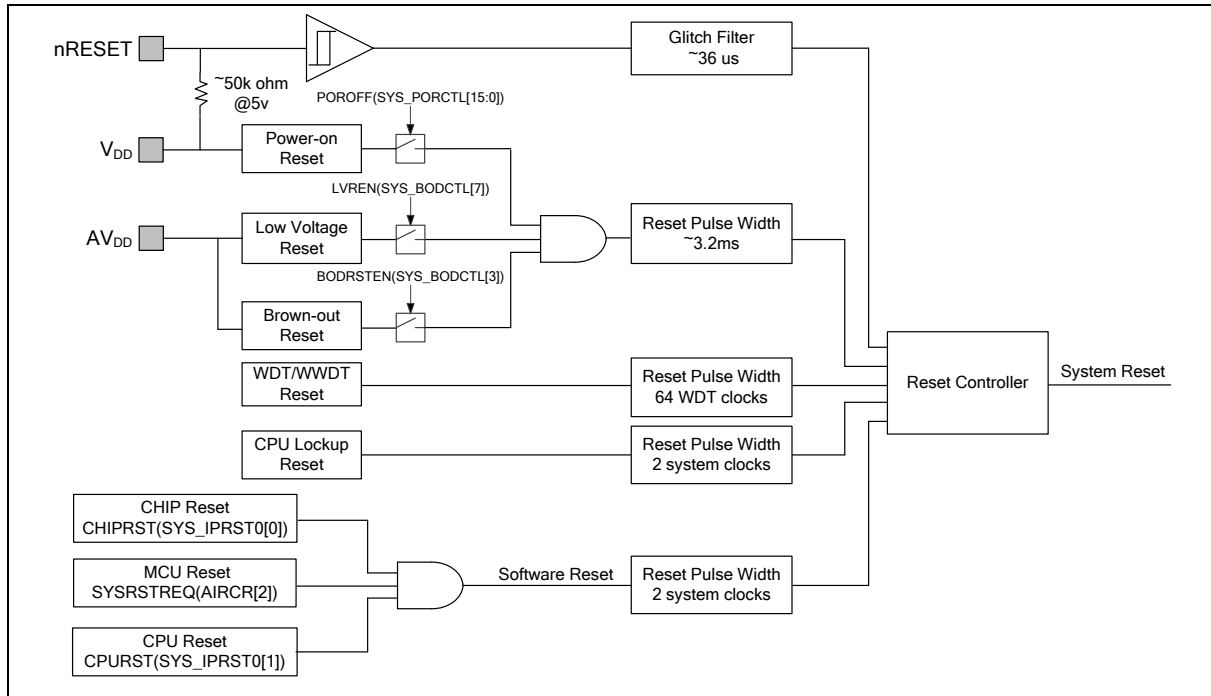 nRESET
~50k ohm
@5v
Glitch Filter
~36 us
POROFF(SYS_PORCTL[15:0])
VDD
Power-on
Reset
LVREN(SYS_BODCTL[7])
AVDD
Low Voltage
Reset
Reset Pulse Width
~3.2ms
BODRSTEN(SYS_BODCTL[3])
Brown-out
Reset
WDT/WWDT
Reset
Reset Pulse Width
64 WDT clocks
Reset Controller
System Reset
CPU Lockup
Reset
Reset Pulse Width
2 system clocks
CHIP Reset
CHIPRST(SYS_IPRST0[0])
MCU Reset
SYSRSTREQ(AIRCR[2])
Software Reset
Reset Pulse Width
2 system clocks
CPU Reset
CPURST(SYS_IPRST0[1])